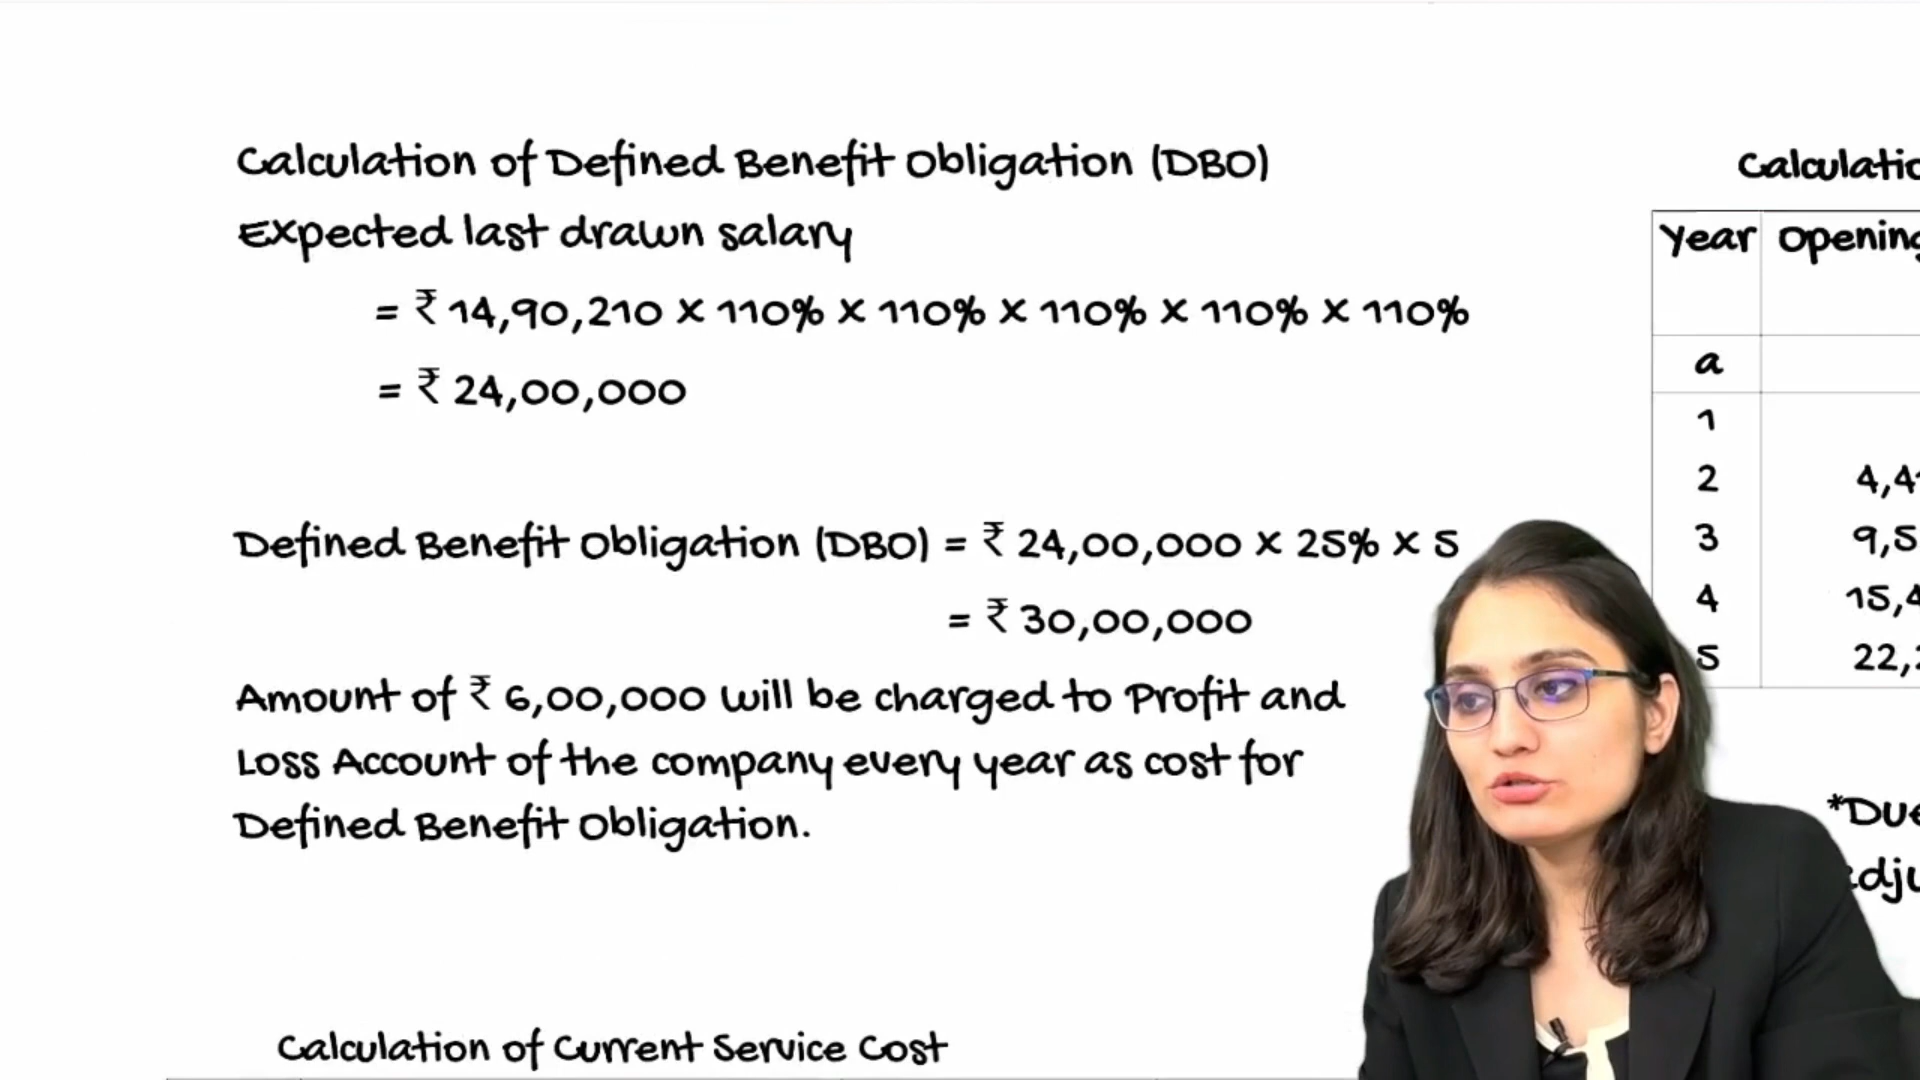 Calculation of Defined Benefit Obligation (DBO)
Expected last drawn salary
= ₹ 14,90,210 x 110% x 110% x 110% x 110% x 110%
= ₹ 24,00,000
Defined Benefit Obligation (DBO) = ₹ 24,00,000 x 25% x 5
= ₹ 30,00,000
Amount of ₹ 6,00,000 will be charged to Profit and
Loss Account of the company every year as cost for
Defined Benefit Obligation.
Calculation of Current Service Cost
Year Opening
a
1
2
3
4
5